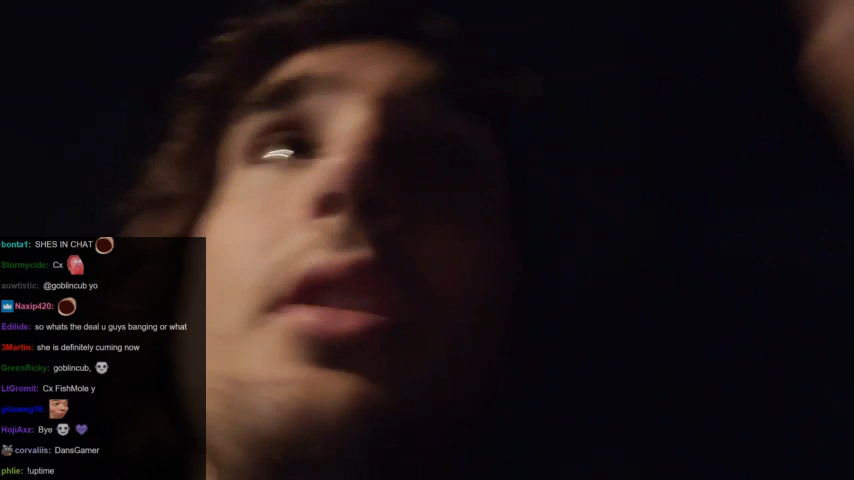 bonta1: SHES IN CHAT
Stormycide: Cx
auwtistic: @goblincub yo
Naxip420:
Edilide: so whats the deal u guys banging or what
3Martin: she is definitely cuming now
GreenRicky: goblincub,
LtGromit: Cx FishMole y
HojiAxz: Bye
corvaliis: DansGamer
phlie: !uptime